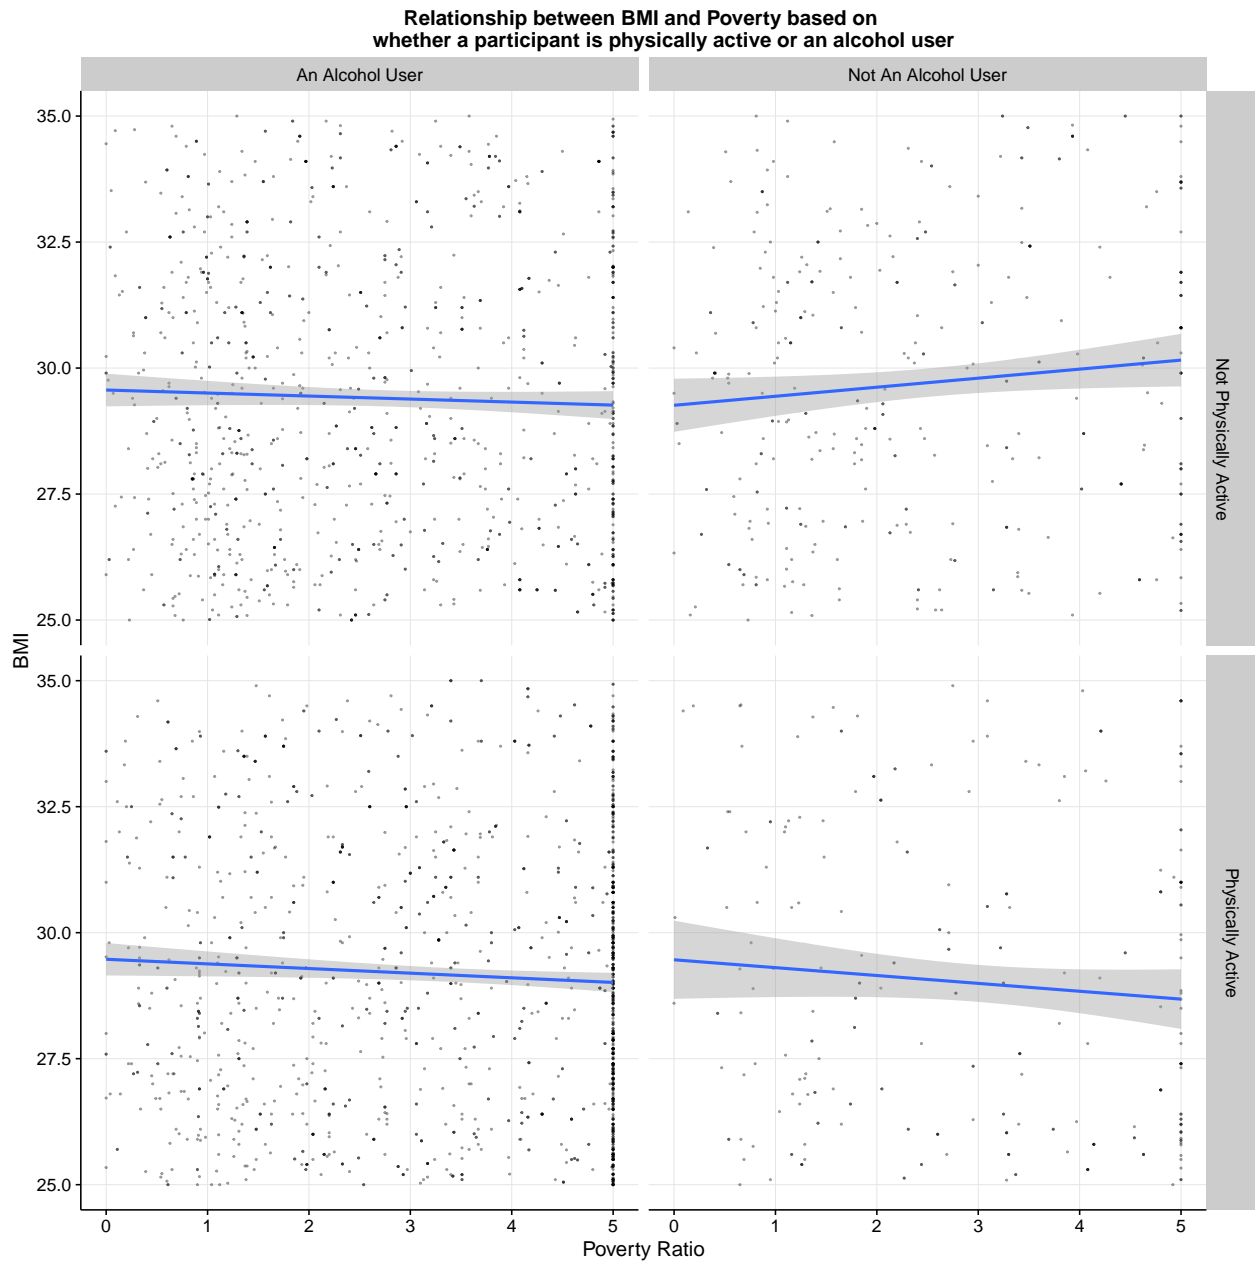 Relationship between BMI and Poverty based on
whether a participant is physically active or an alcohol user
An Alcohol User
Not An Alcohol User
35.0
32.5
30.0
27.5
25.0
Not Physically Active
BMI
35.0
32.5
30.0
27.5
25.0
Physically Active
0 1 2 3 4 5
0 1 2 3 4 5
Poverty Ratio